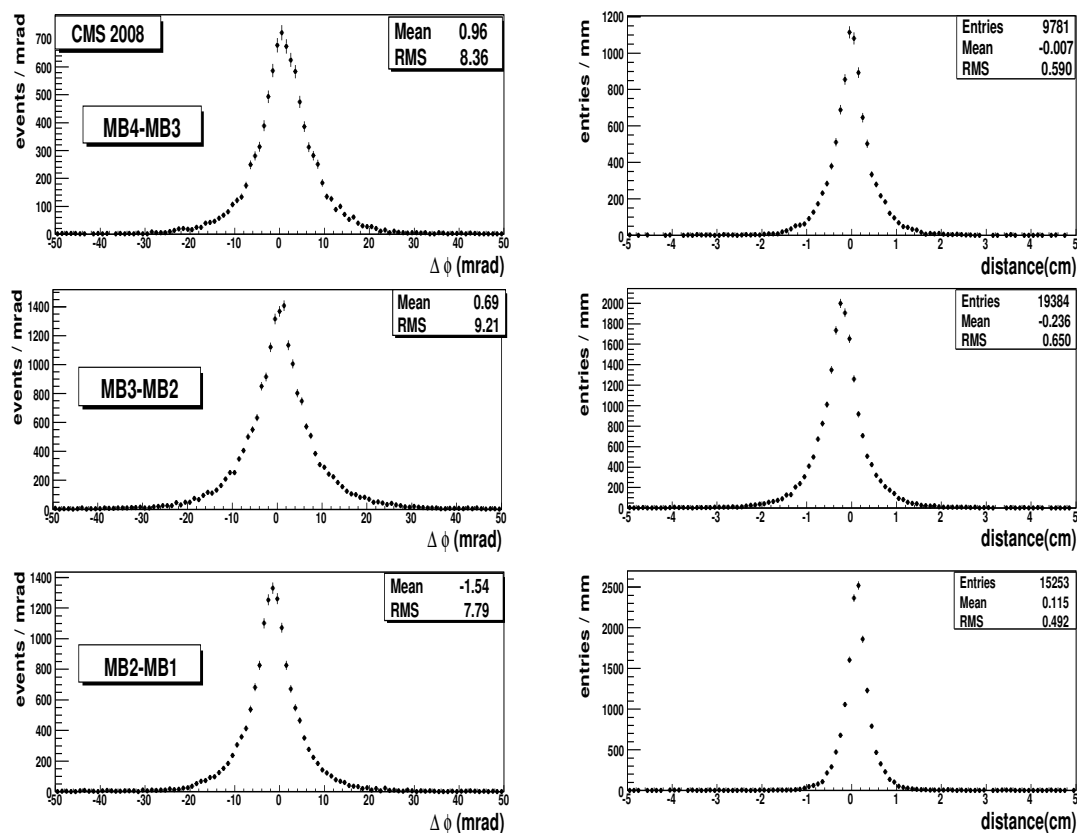 CMS 2008
Mean 0.96
RMS 8.36
MB4-MB3
events / mrad
700
600
500
400
300
200
100
0
-50 -40 -30 -20 -10 0 10 20 30 40 50
Δ ϕ (mrad)
Entries 9781
Mean -0.007
RMS 0.590
entries / mm
1200
1000
800
600
400
200
0
-5 -4 -3 -2 -1 0 1 2 3 4 5
distance(cm)
Mean 0.69
RMS 9.21
MB3-MB2
events / mrad
1400
1200
1000
800
600
400
200
0
-50 -40 -30 -20 -10 0 10 20 30 40 50
Δ ϕ (mrad)
Entries 19384
Mean -0.236
RMS 0.650
entries / mm
2000
1800
1600
1400
1200
1000
800
600
400
200
0
-5 -4 -3 -2 -1 0 1 2 3 4 5
distance(cm)
Mean -1.54
RMS 7.79
MB2-MB1
events / mrad
1400
1200
1000
800
600
400
200
0
-50 -40 -30 -20 -10 0 10 20 30 40 50
Δ ϕ (mrad)
Entries 15253
Mean 0.115
RMS 0.492
entries / mm
2500
2000
1500
1000
500
0
-5 -4 -3 -2 -1 0 1 2 3 4 5
distance(cm)